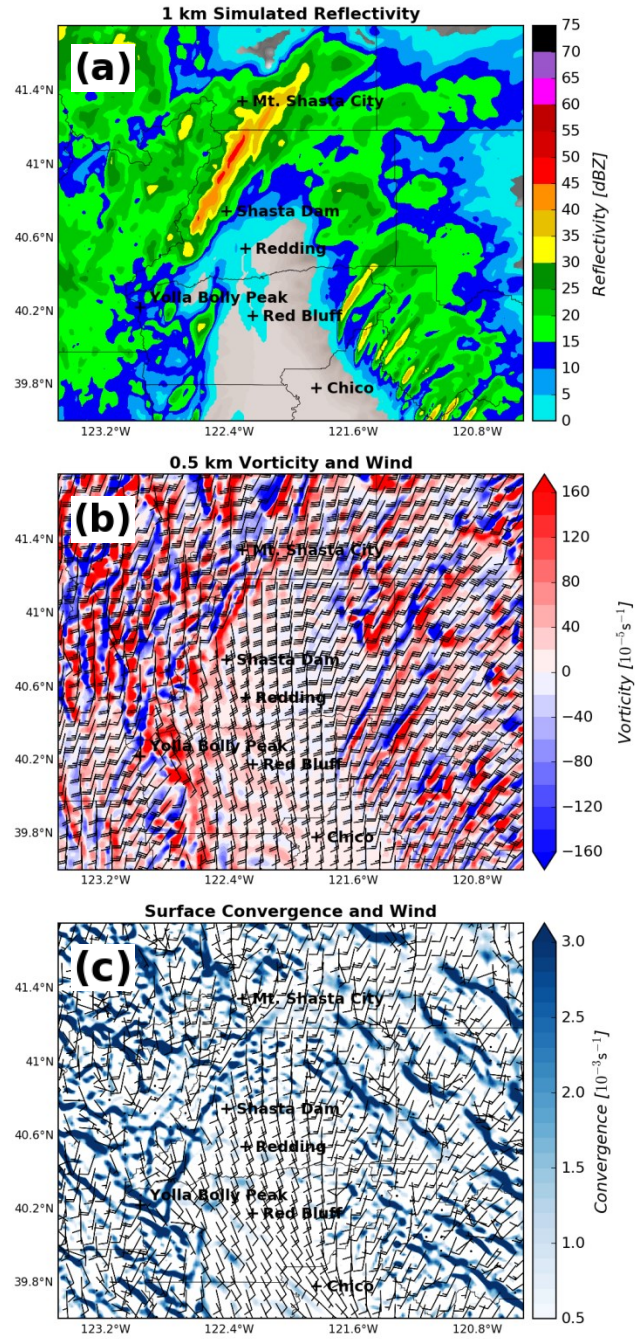 1 km Simulated Reflectivity
(a)
41.4°N
41°N
40.6°N
40.2°N
39.8°N
Mt. Shasta City
Shasta Dam
Redding
Yolla Bolly Peak
Red Bluff
Chico
123.2°W 122.4°W 121.6°W 120.8°W
75
70
65
60
55
50
45
40
35
30
25
20
15
10
5
0
Reflectivity [dBZ]
0.5 km Vorticity and Wind
(b)
41.4°N
41°N
40.6°N
40.2°N
39.8°N
Mt. Shasta City
Shasta Dam
Redding
Yolla Bolly Peak
Red Bluff
Chico
123.2°W 122.4°W 121.6°W 120.8°W
160
120
80
40
0
−40
−80
−120
−160
Vorticity [10⁻⁵s⁻¹]
Surface Convergence and Wind
(c)
41.4°N
41°N
40.6°N
40.2°N
39.8°N
Mt. Shasta City
Shasta Dam
Redding
Yolla Bolly Peak
Red Bluff
Chico
123.2°W 122.4°W 121.6°W 120.8°W
3.0
2.5
2.0
1.5
1.0
0.5
Convergence [10⁻³s⁻¹]